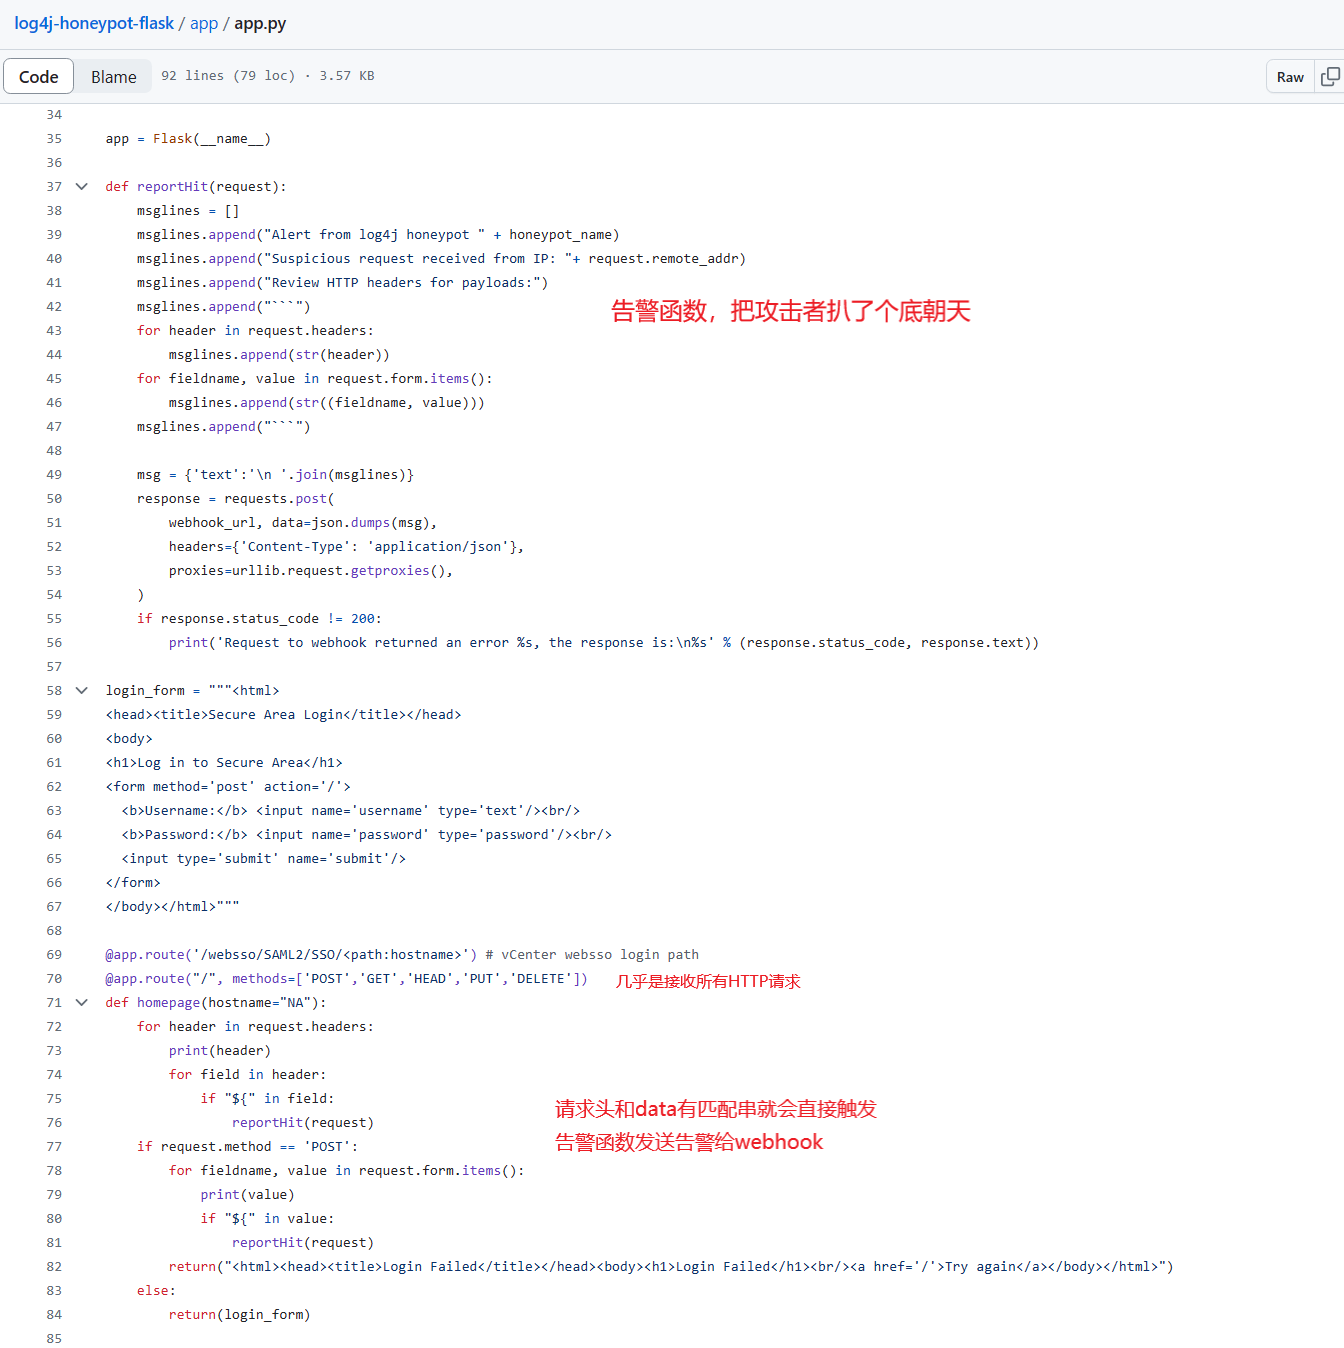 log4j-honeypot-flask / app / app.py
Code Blame 92 lines (79 loc) · 3.57 KB Raw
34
35 app = Flask(__name__)
36
37 def reportHit(request):
38 msglines = []
39 msglines.append("Alert from log4j honeypot " + honeypot_name)
40 msglines.append("Suspicious request received from IP: "+ request.remote_addr)
41 msglines.append("Review HTTP headers for payloads:")
42 msglines.append("```")
告警函数，把攻击者扒了个底朝天
43 for header in request.headers:
44 msglines.append(str(header))
45 for fieldname, value in request.form.items():
46 msglines.append(str((fieldname, value)))
47 msglines.append("```")
48
49 msg = {'text':'\n '.join(msglines)}
50 response = requests.post(
51 webhook_url, data=json.dumps(msg),
52 headers={'Content-Type': 'application/json'},
53 proxies=urllib.request.getproxies(),
54 )
55 if response.status_code != 200:
56 print('Request to webhook returned an error %s, the response is:\n%s' % (response.status_code, response.text))
57
58 login_form = """<html>
59 <head><title>Secure Area Login</title></head>
60 <body>
61 <h1>Log in to Secure Area</h1>
62 <form method='post' action='/'>
63 <b>Username:</b> <input name='username' type='text'/><br/>
64 <b>Password:</b> <input name='password' type='password'/><br/>
65 <input type='submit' name='submit'/>
66 </form>
67 </body></html>"""
68
69 @app.route('/websso/SAML2/SSO/<path:hostname>') # vCenter websso login path
70 @app.route("/", methods=['POST','GET','HEAD','PUT','DELETE']) 几乎是接收所有HTTP请求
71 def homepage(hostname="NA"):
72 for header in request.headers:
73 print(header)
74 for field in header:
75 if "${" in field:
请求头和data有匹配串就会直接触发
76 reportHit(request)
77 if request.method == 'POST':
告警函数发送告警给webhook
78 for fieldname, value in request.form.items():
79 print(value)
80 if "${" in value:
81 reportHit(request)
82 return("<html><head><title>Login Failed</title></head><body><h1>Login Failed</h1><br/><a href='/'>Try again</a></body></html>")
83 else:
84 return(login_form)
85